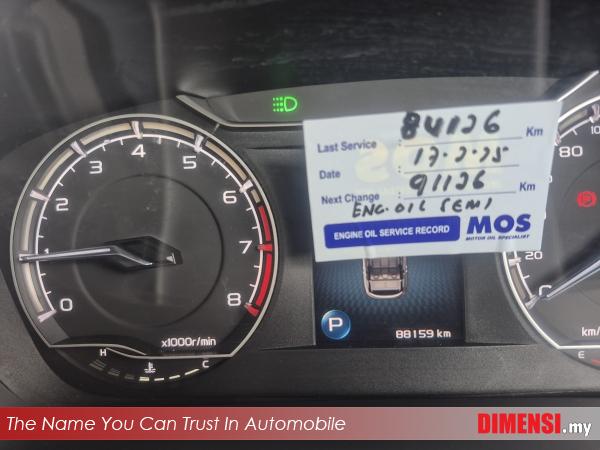 84126
Last Service : Km
Date : 17-2-25
Next Change : 91126 Km
ENG. OIL SEMI
ENGINE OIL SERVICE RECORD
MOS
MOTOR OIL SPECIALIST
0 1 2 3 4 5 6 7 8
x1000r/min
H C
P
88159 km
20
80
km/
E
The Name You Can Trust In Automobile
DIMENSI.my